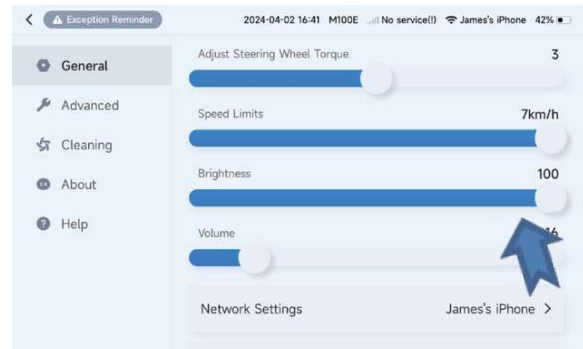 Exception Reminder 2024-04-02 16:41 M100E No service(!) James's iPhone 42%
General
Advanced
Cleaning
About
Help
Adjust Steering Wheel Torque 3
Speed Limits 7km/h
Brightness 100
Volume 16
Network Settings James's iPhone